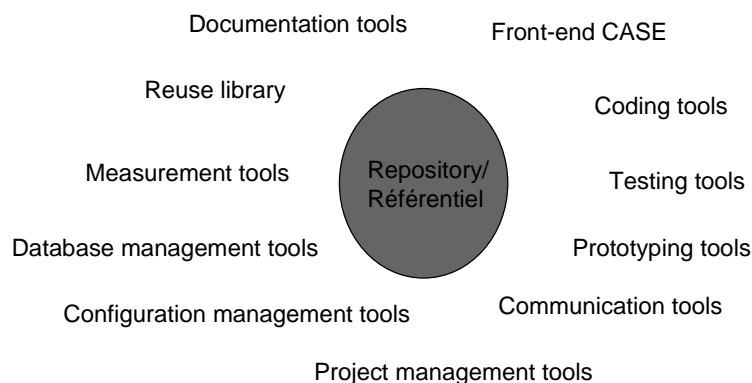 Documentation tools
Front-end CASE
Reuse library
Coding tools
Measurement tools
Repository/
Référentiel
Testing tools
Database management tools
Prototyping tools
Configuration management tools
Communication tools
Project management tools